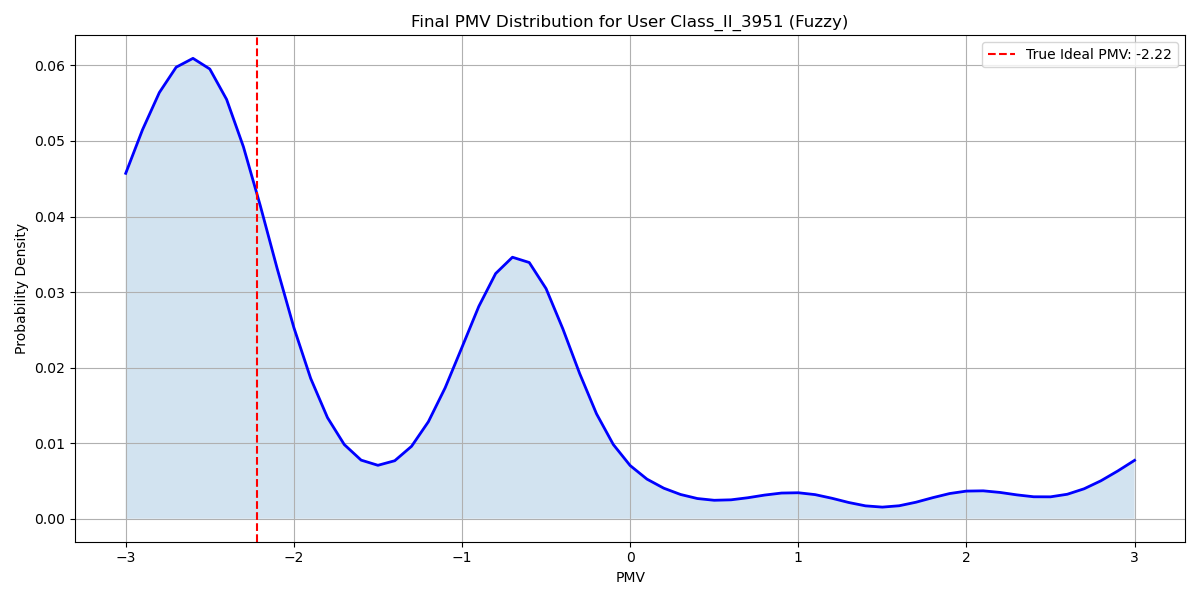 Final PMV Distribution for User Class_II_3951 (Fuzzy)
True Ideal PMV: -2.22
Probability Density
0.06
0.05
0.04
0.03
0.02
0.01
0.00
−3 −2 −1 0 1 2 3
PMV